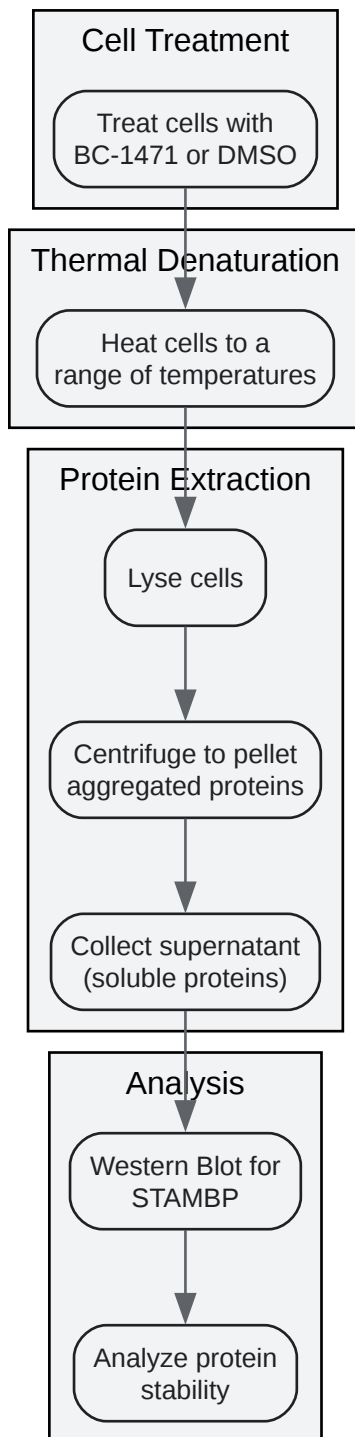 Cell Treatment
Treat cells with
BC-1471 or DMSO
Thermal Denaturation
Heat cells to a
range of temperatures
Protein Extraction
Lyse cells
Centrifuge to pellet
aggregated proteins
Collect supernatant
(soluble proteins)
Analysis
Western Blot for
STAMBP
Analyze protein
stability